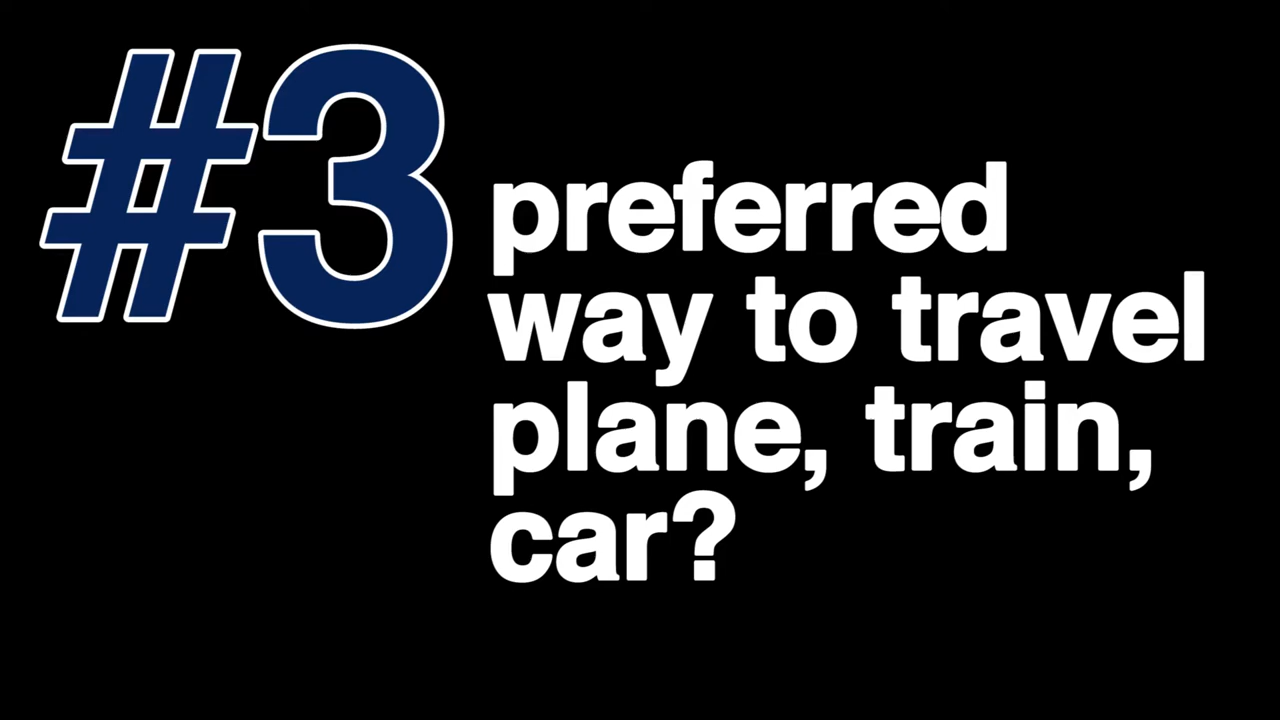 #3
preferred
way to travel
plane, train,
car?